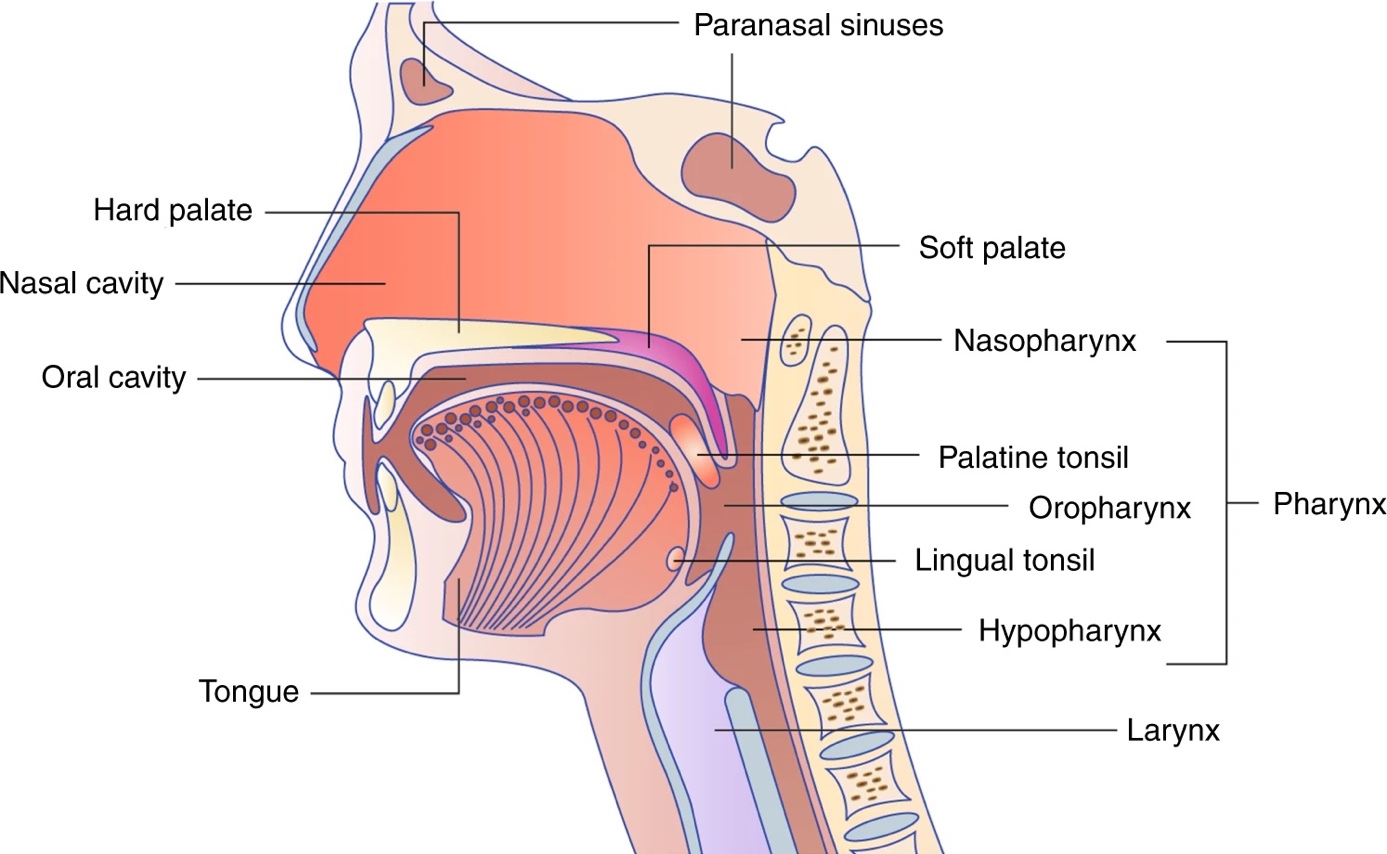 Paranasal sinuses
Hard palate
Soft palate
Nasal cavity
Nasopharynx
Oral cavity
Palatine tonsil
Oropharynx
Pharynx
Lingual tonsil
Hypopharynx
Tongue
Larynx